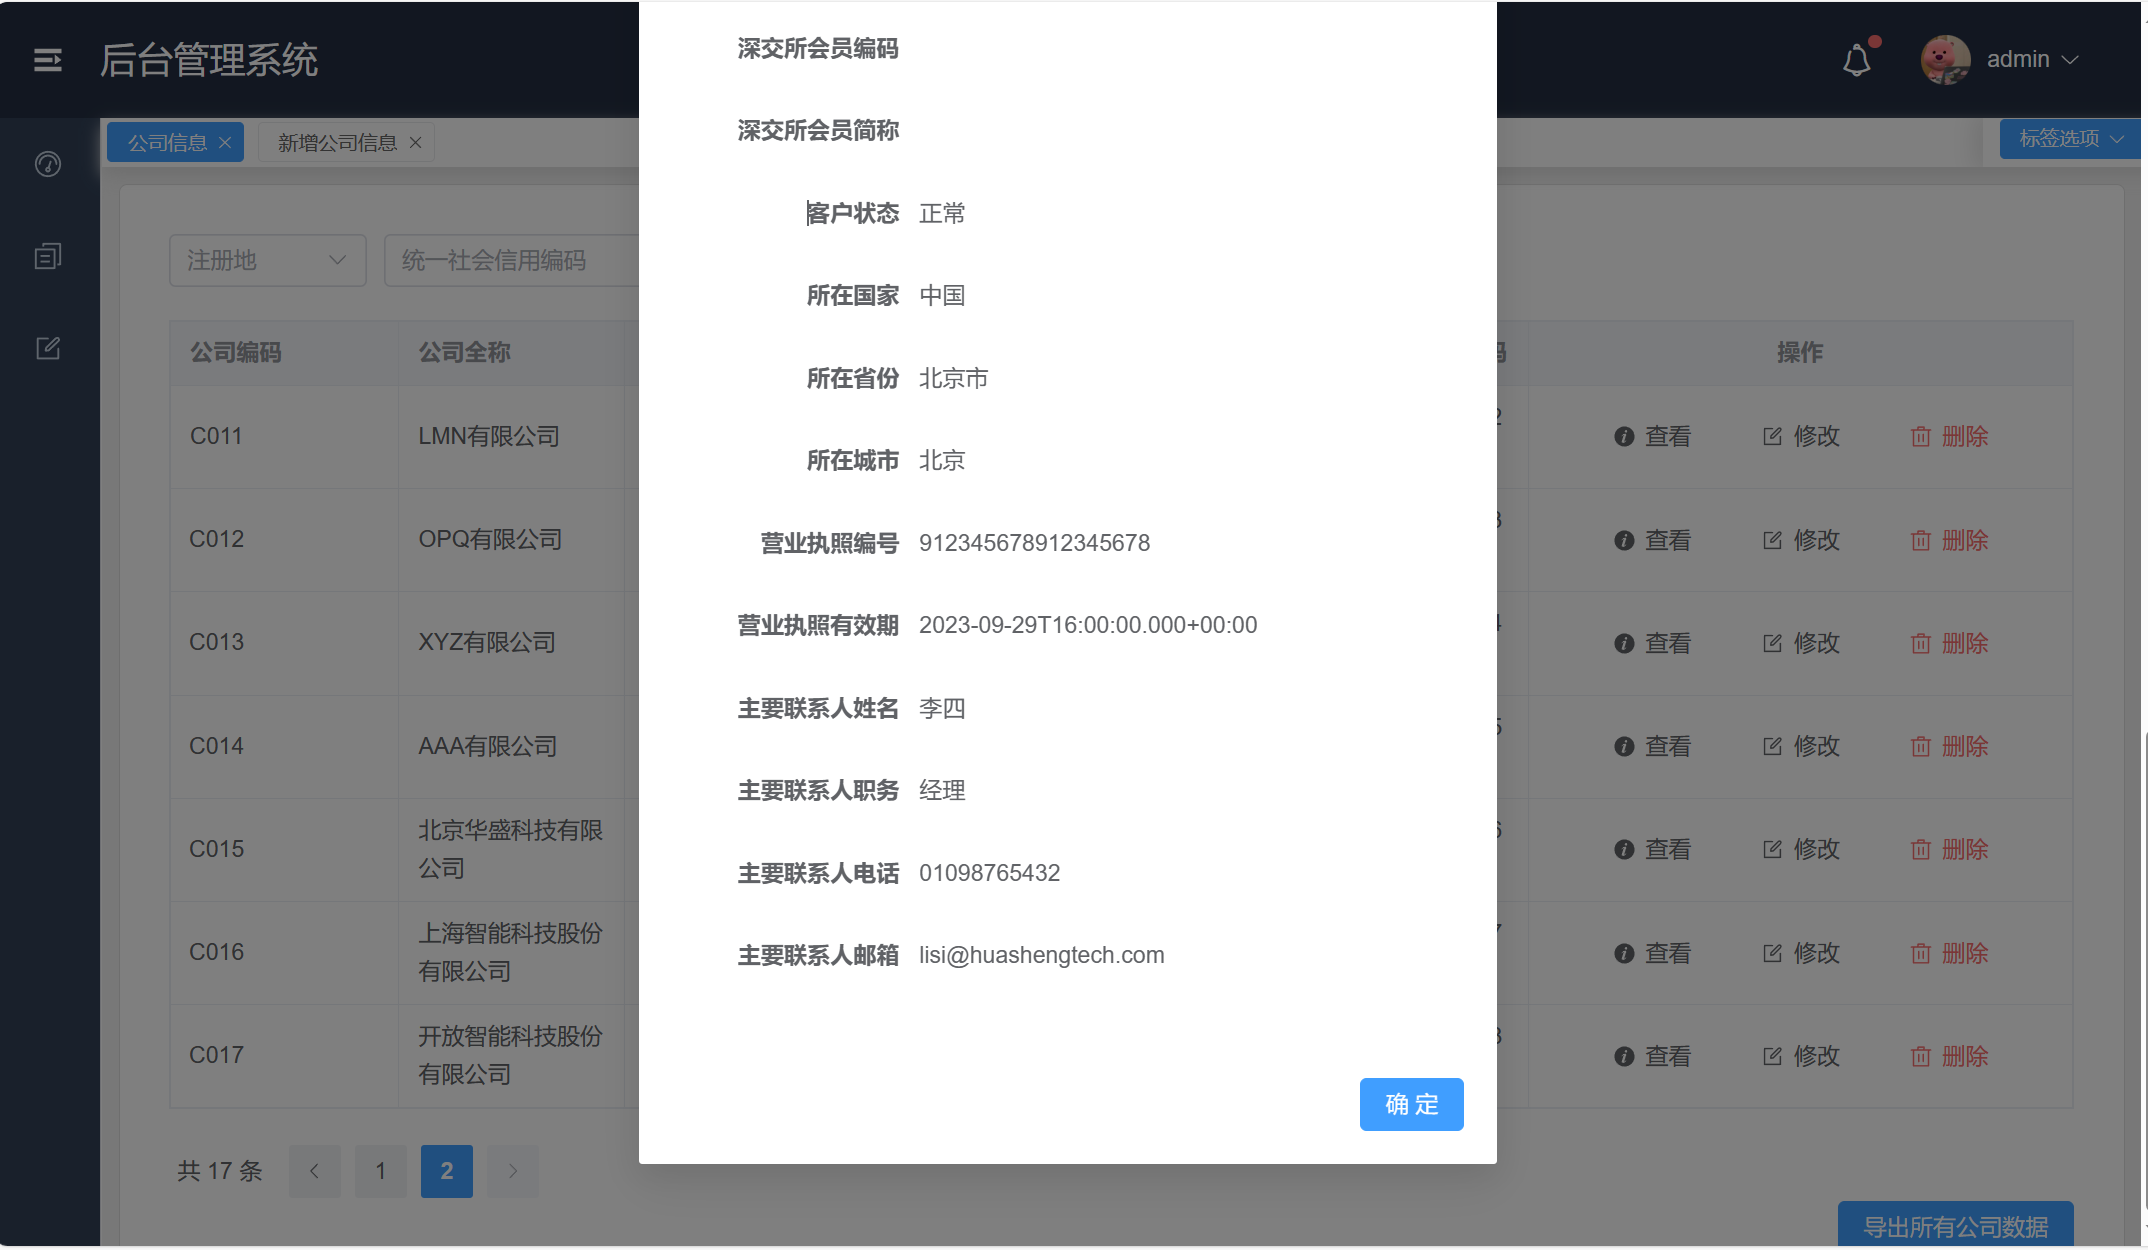 后台管理系统
admin
公司信息
新增公司信息
标签选项
注册地
统一社会信用编码
公司编码 公司全称 操作
C011 LMN有限公司 查看 修改 删除
C012 OPQ有限公司 查看 修改 删除
C013 XYZ有限公司 查看 修改 删除
C014 AAA有限公司 查看 修改 删除
C015 北京华盛科技有限
公司 查看 修改 删除
C016 上海智能科技股份
有限公司 查看 修改 删除
C017 开放智能科技股份
有限公司 查看 修改 删除
共 17 条
1
2
导出所有公司数据
深交所会员编码
深交所会员简称
客户状态 正常
所在国家 中国
所在省份 北京市
所在城市 北京
营业执照编号 912345678912345678
营业执照有效期 2023-09-29T16:00:00.000+00:00
主要联系人姓名 李四
主要联系人职务 经理
主要联系人电话 01098765432
主要联系人邮箱 lisi@huashengtech.com
确 定